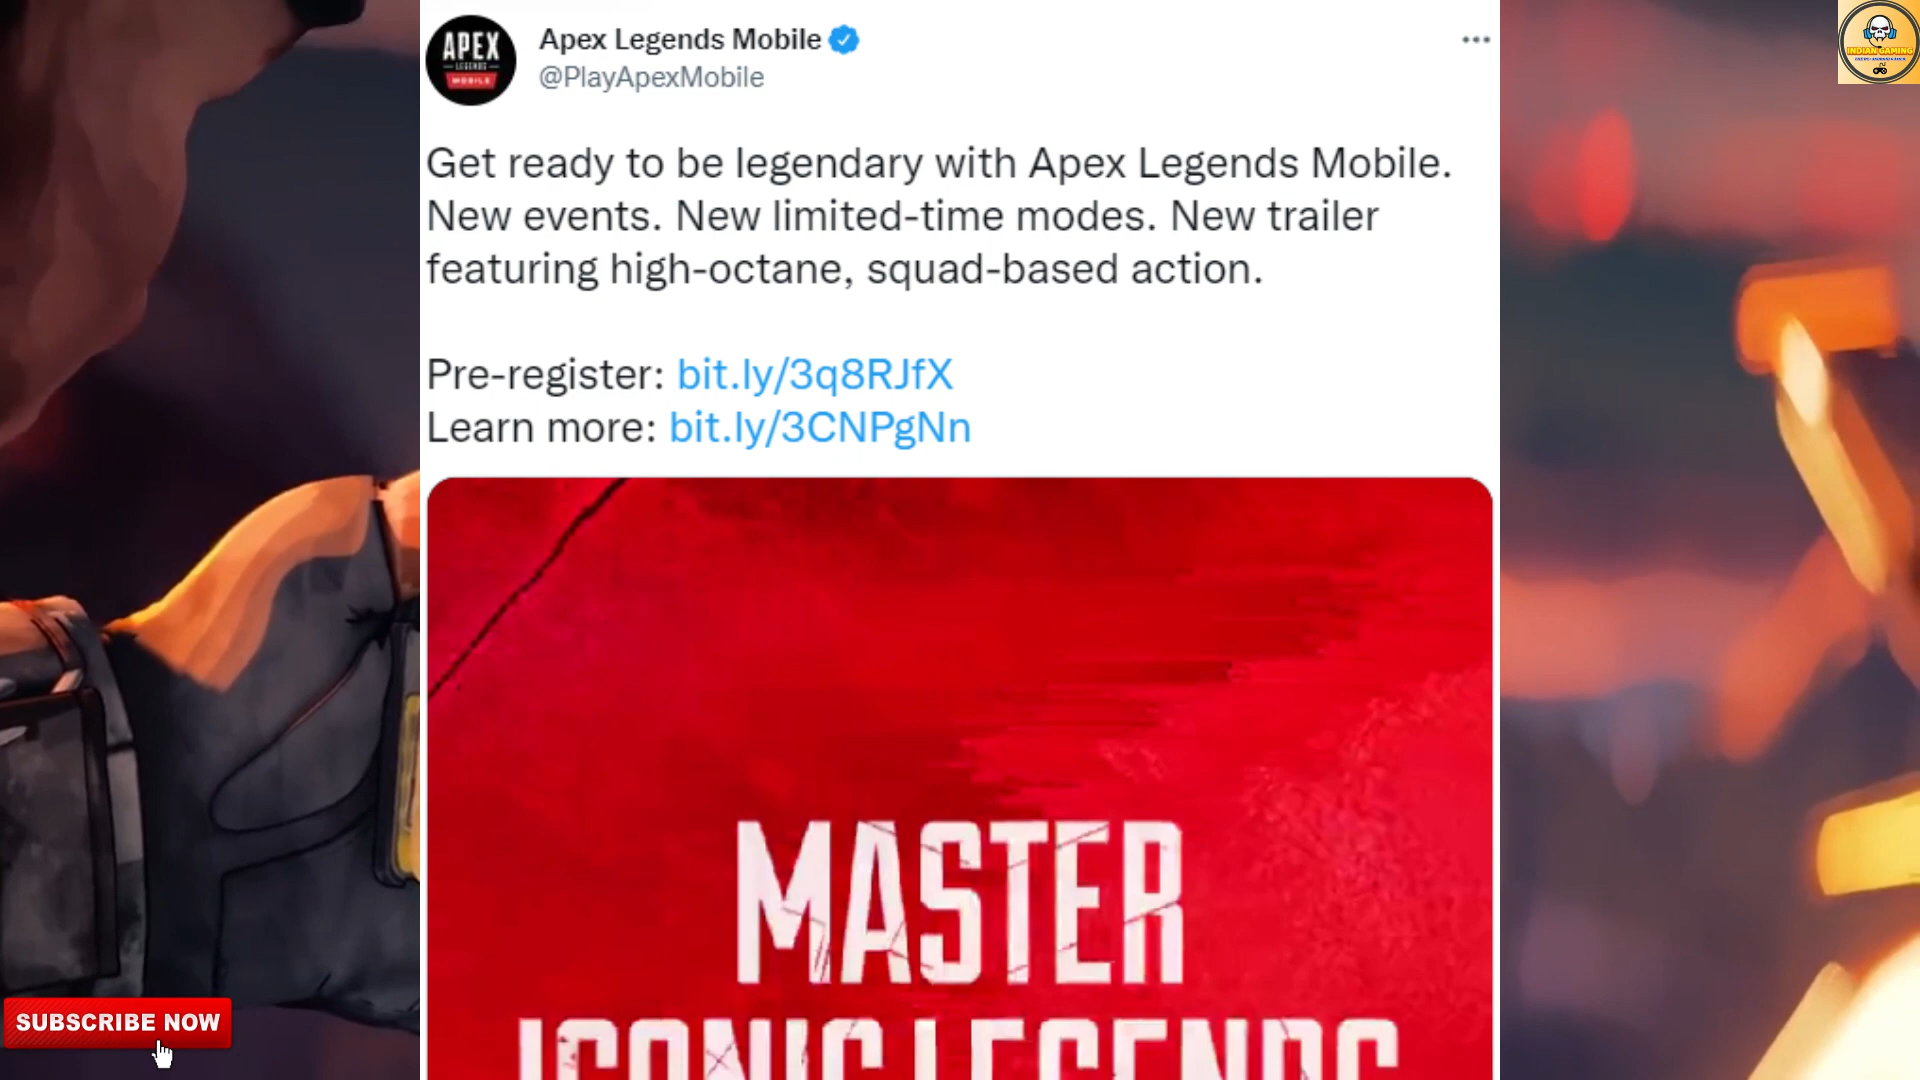 APEX
LEGENDS
MOBILE
Apex Legends Mobile
@PlayApexMobile
INDIAN GAMING
Get ready to be legendary with Apex Legends Mobile.
New events. New limited-time modes. New trailer
featuring high-octane, squad-based action.
Pre-register: bit.ly/3q8RJfX
Learn more: bit.ly/3CNPgNn
MASTER
ICONIC LEGENDS
SUBSCRIBE NOW